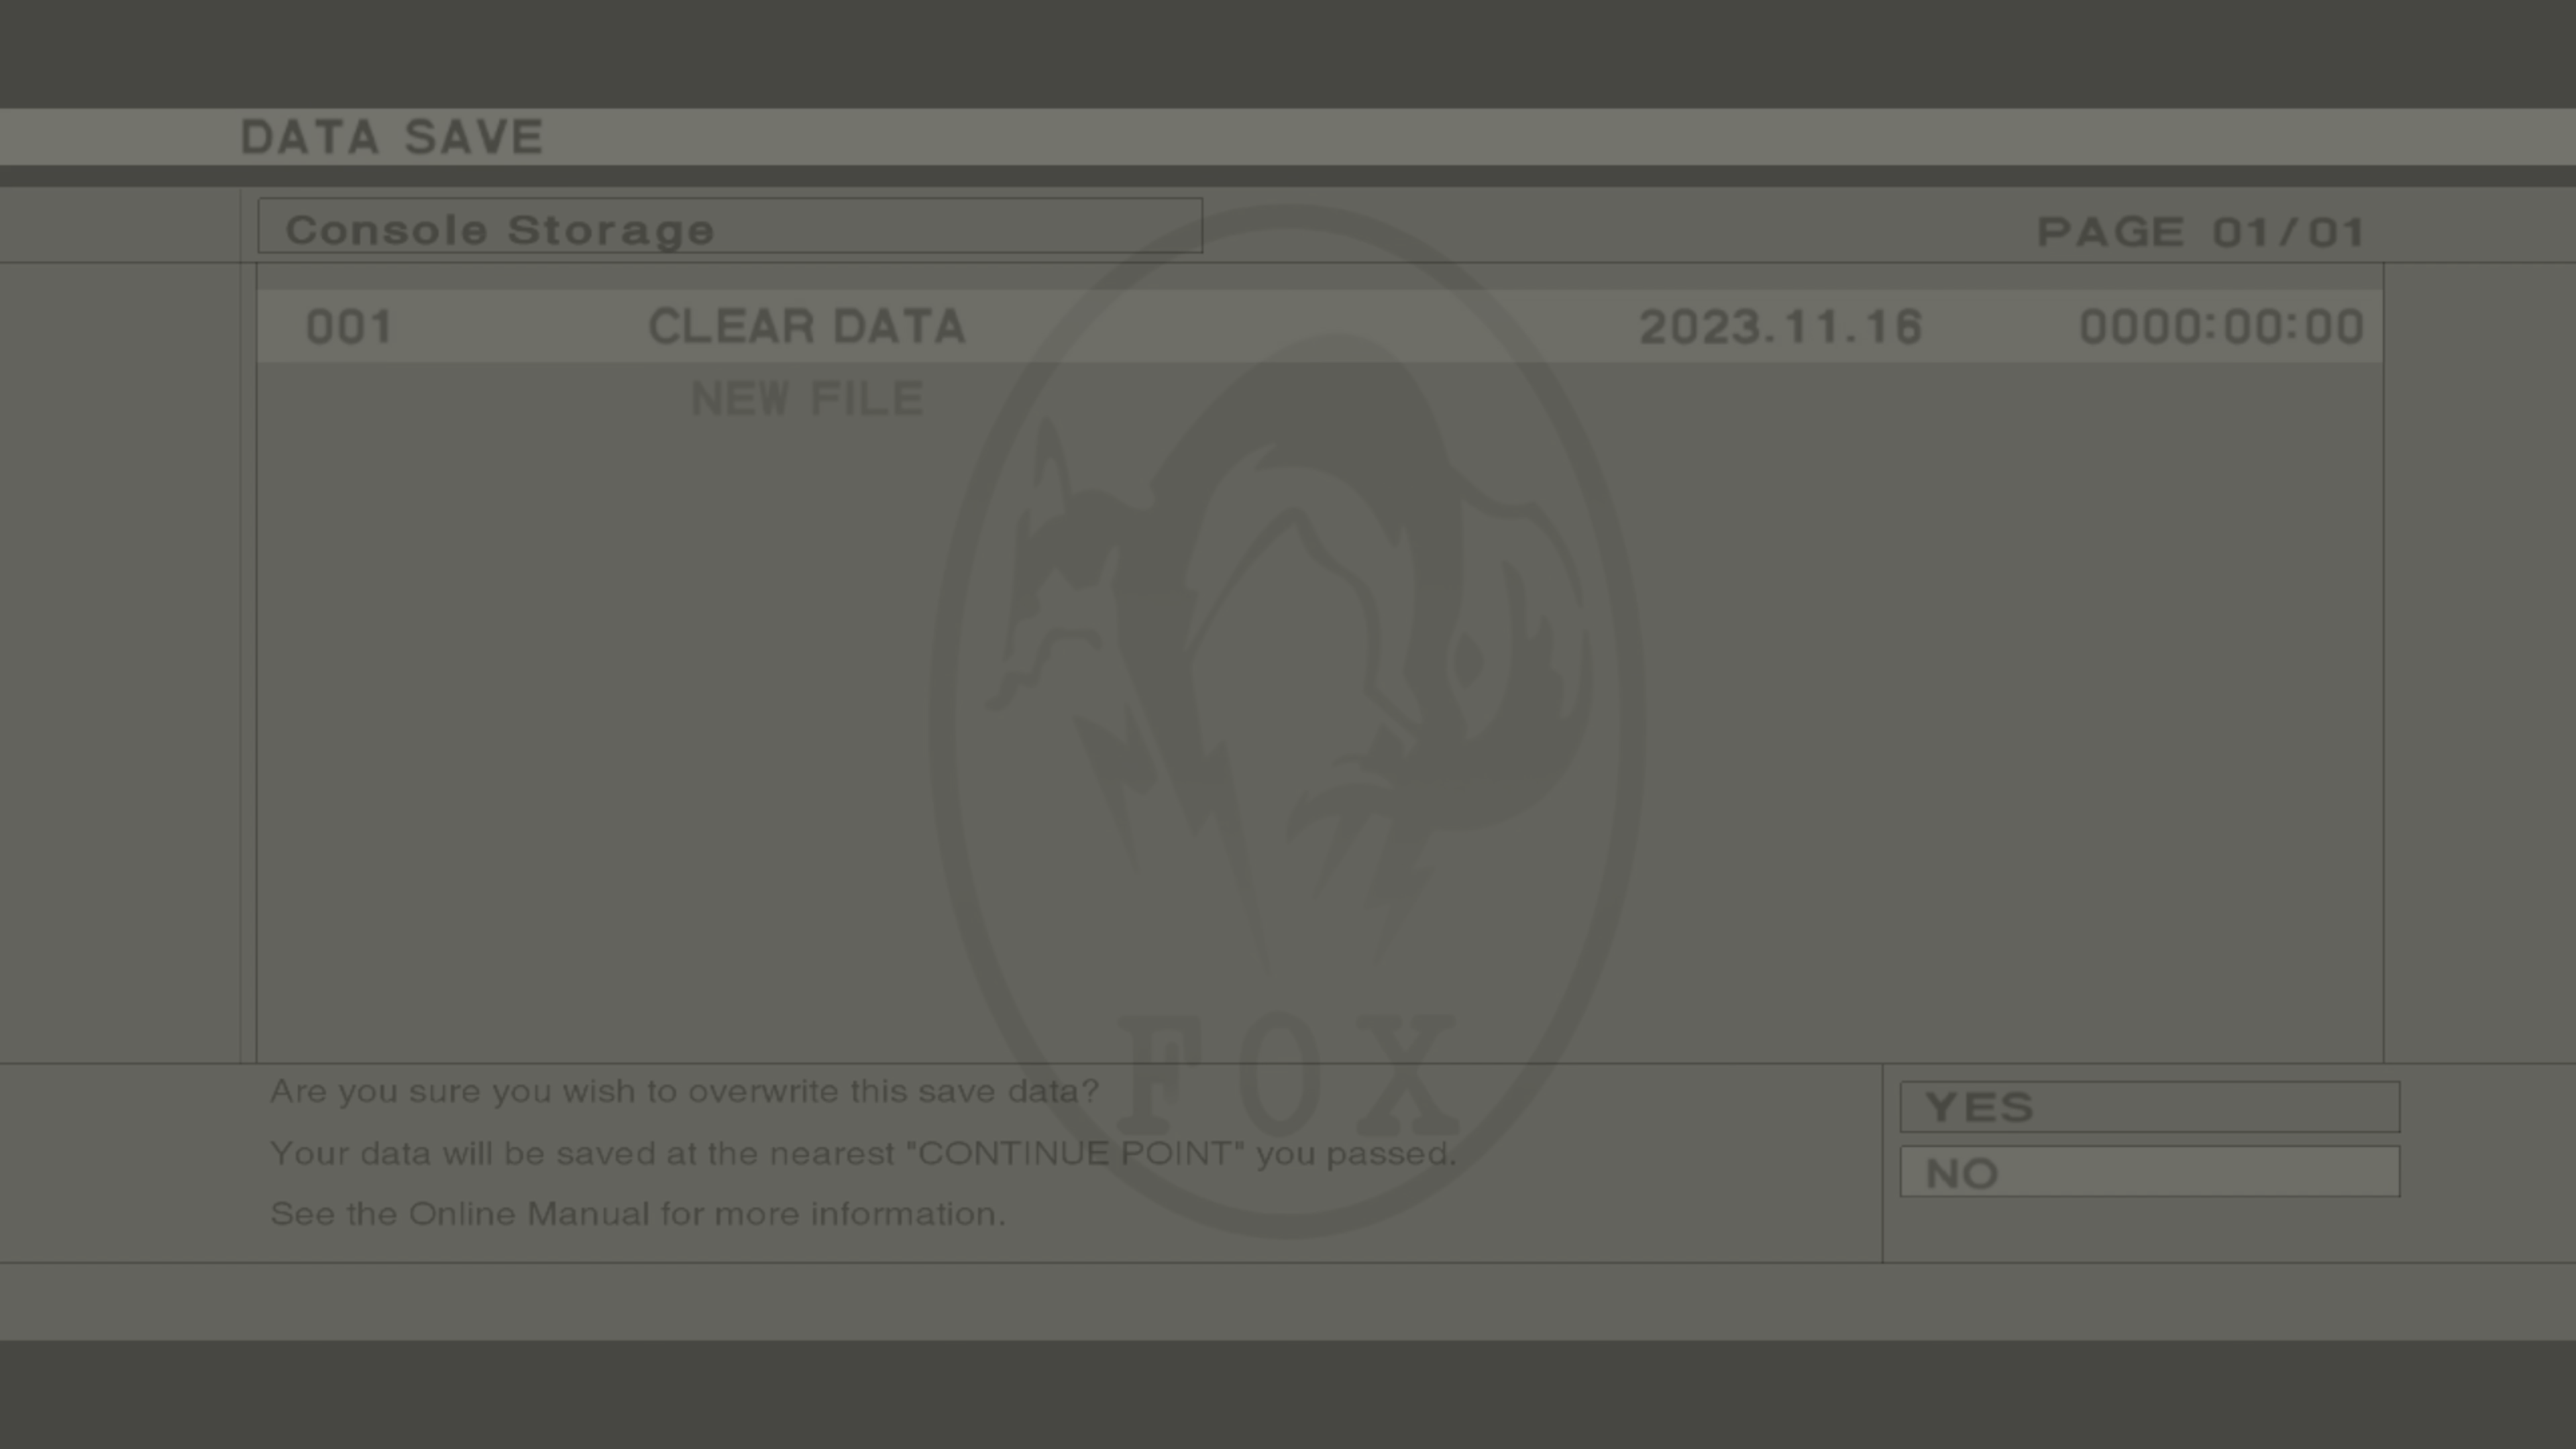 DATA SAVE
Console Storage
PAGE 01/01
001 CLEAR DATA 2023.11.16 0000:00:00
NEW FILE
FOX
Are you sure you wish to overwrite this save data?
Your data will be saved at the nearest "CONTINUE POINT" you passed.
See the Online Manual for more information.
YES
NO